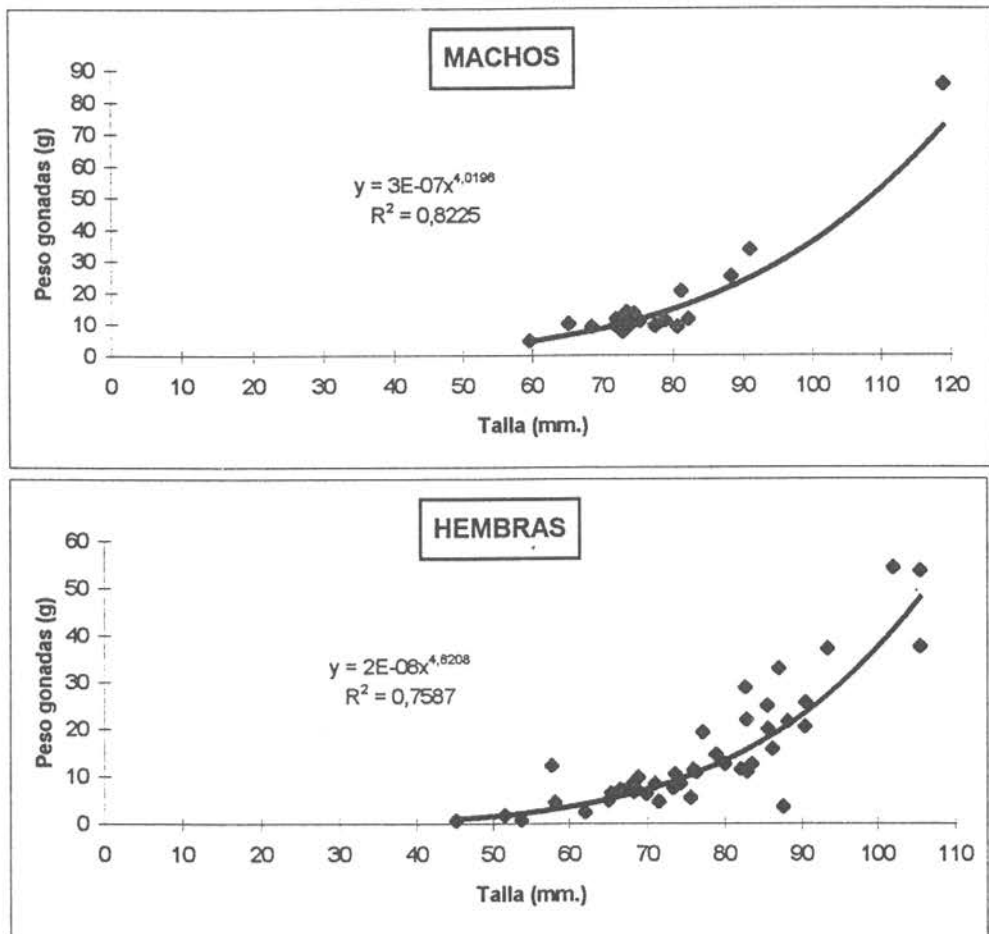 MACHOS
90
80
70
60
50
40
30
20
10
0
Peso gonadas (g)
y = 3E-07x^4,0196
R² = 0,8225
0 10 20 30 40 50 60 70 80 90 100 110 120
Talla (mm.)
HEMBRAS
60
50
40
30
20
10
0
Peso gonadas (g)
y = 2E-08x^4,6208
R² = 0,7587
0 10 20 30 40 50 60 70 80 90 100 110
Talla (mm.)